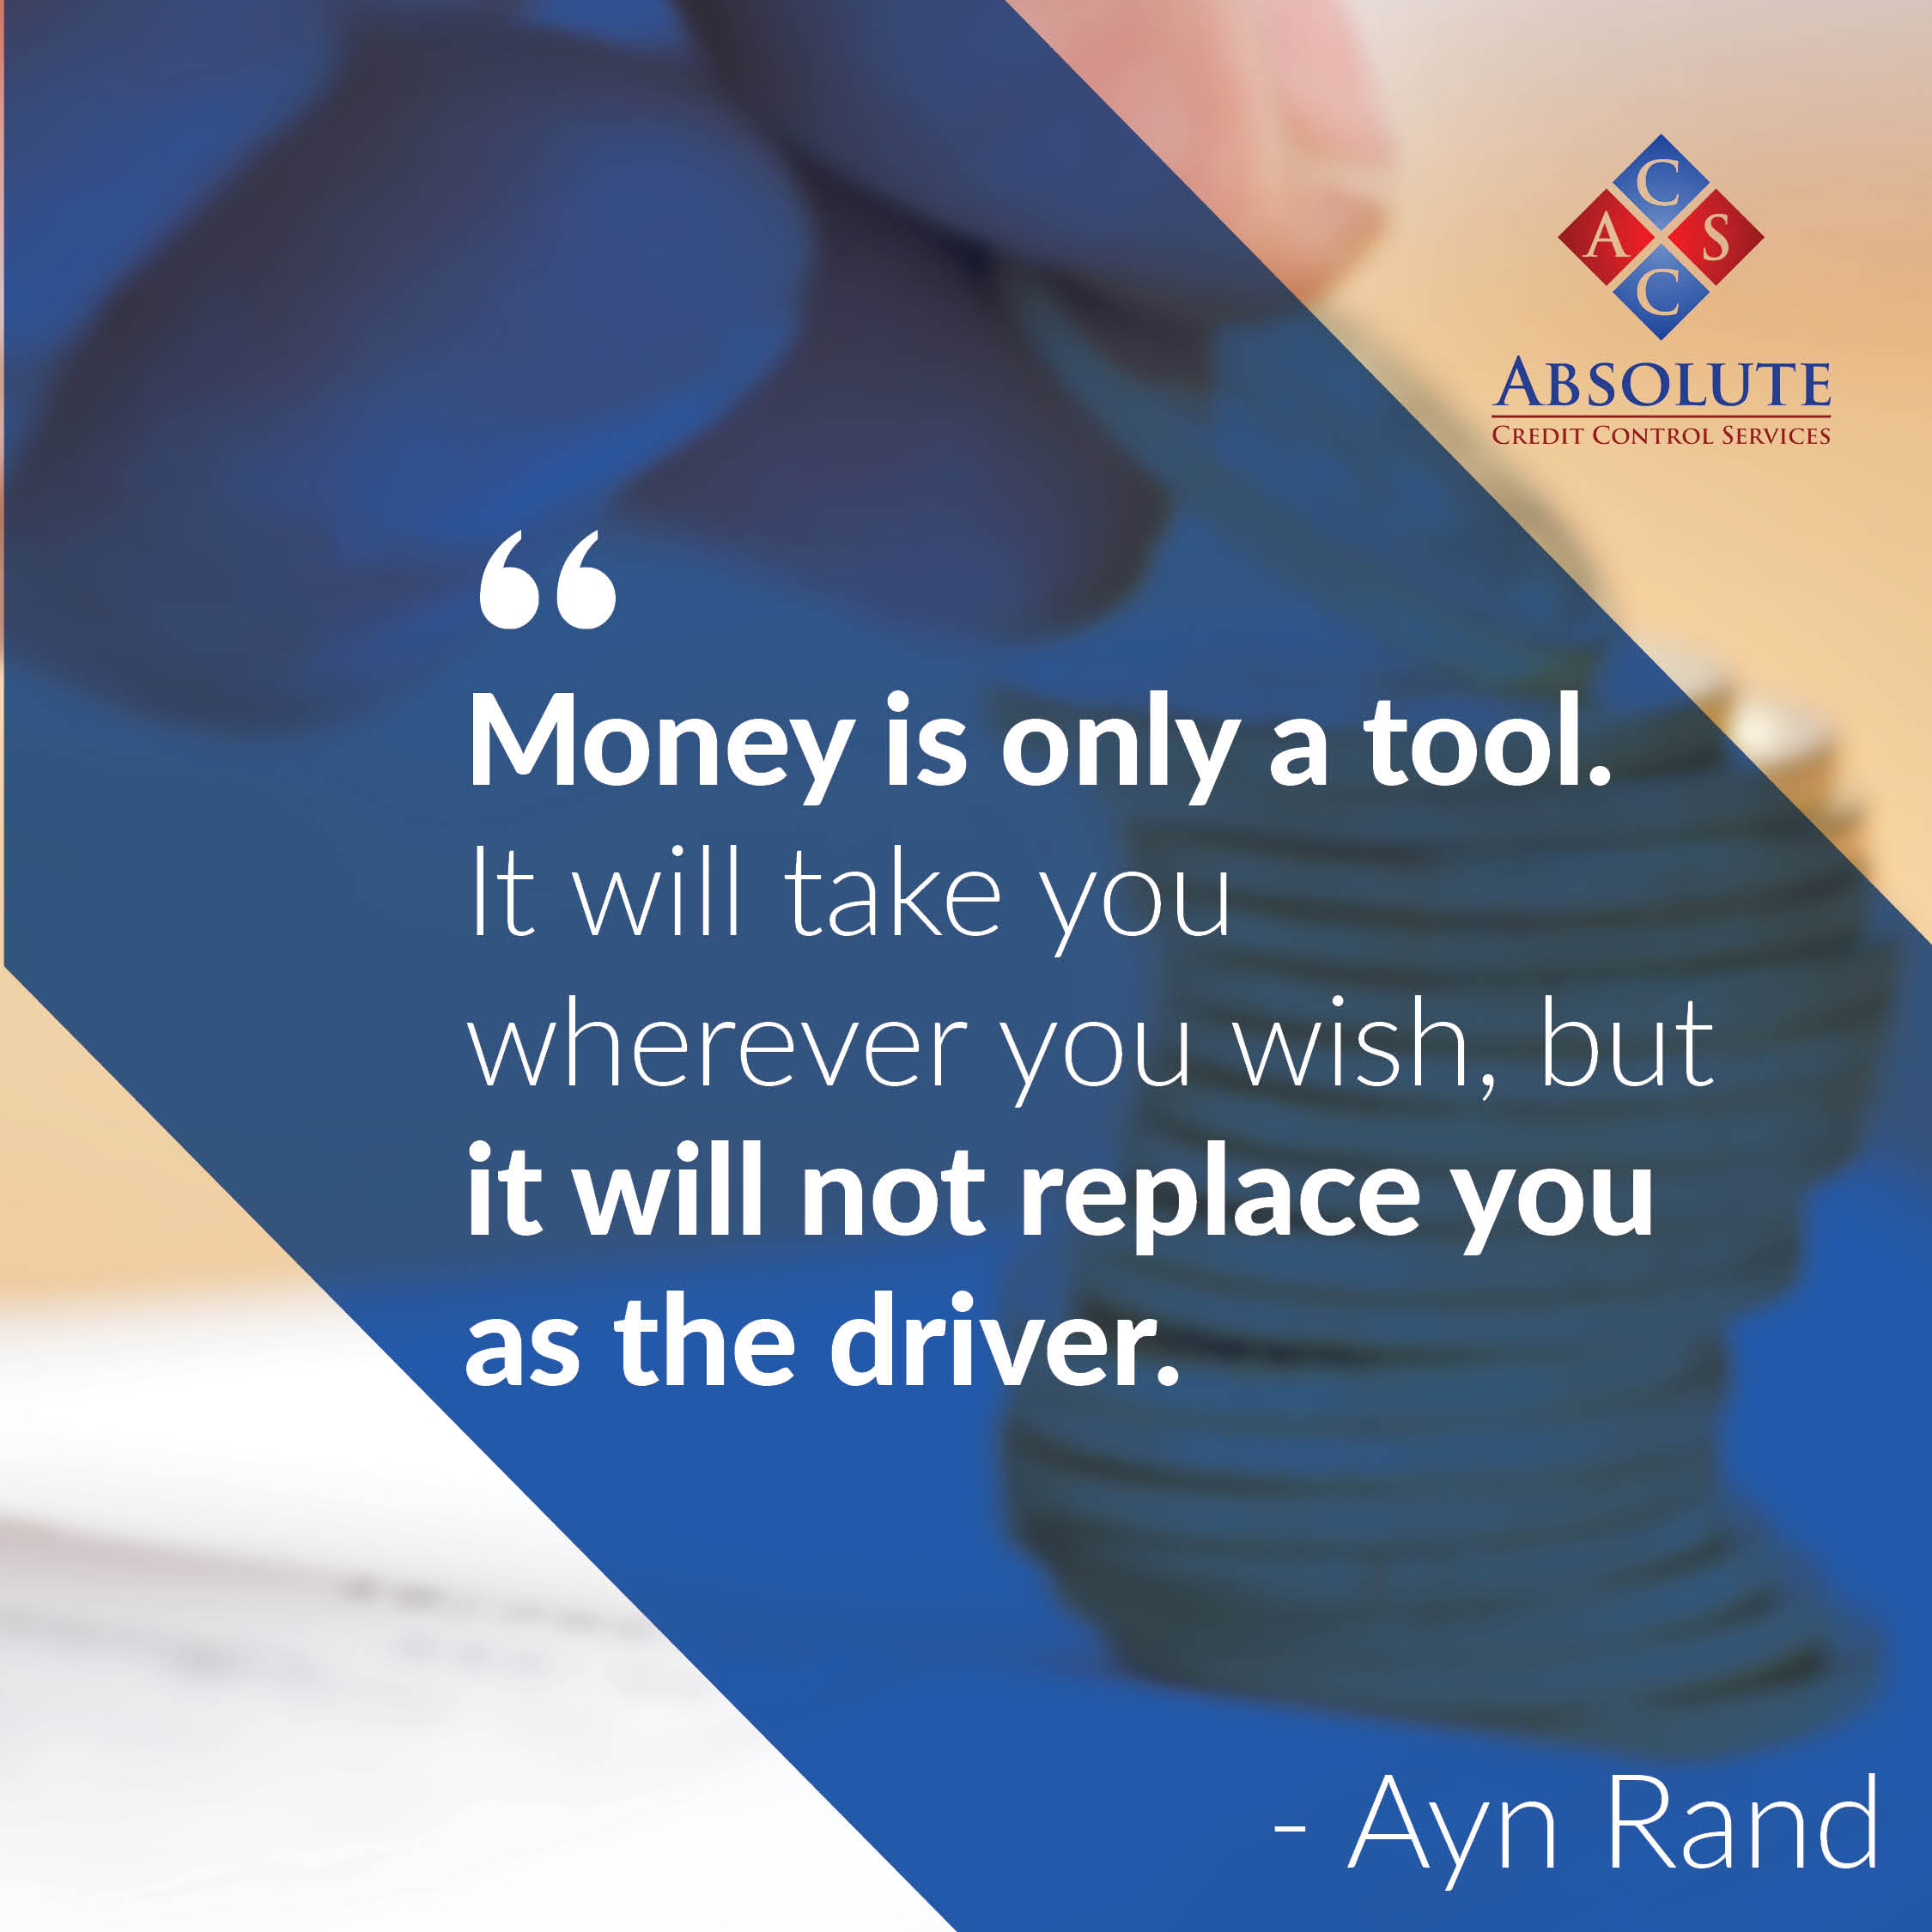 C
A S
C
ABSOLUTE
CREDIT CONTROL SERVICES
“
Money is only a tool.
It will take you
wherever you wish, but
it will not replace you
as the driver.
- Ayn Rand